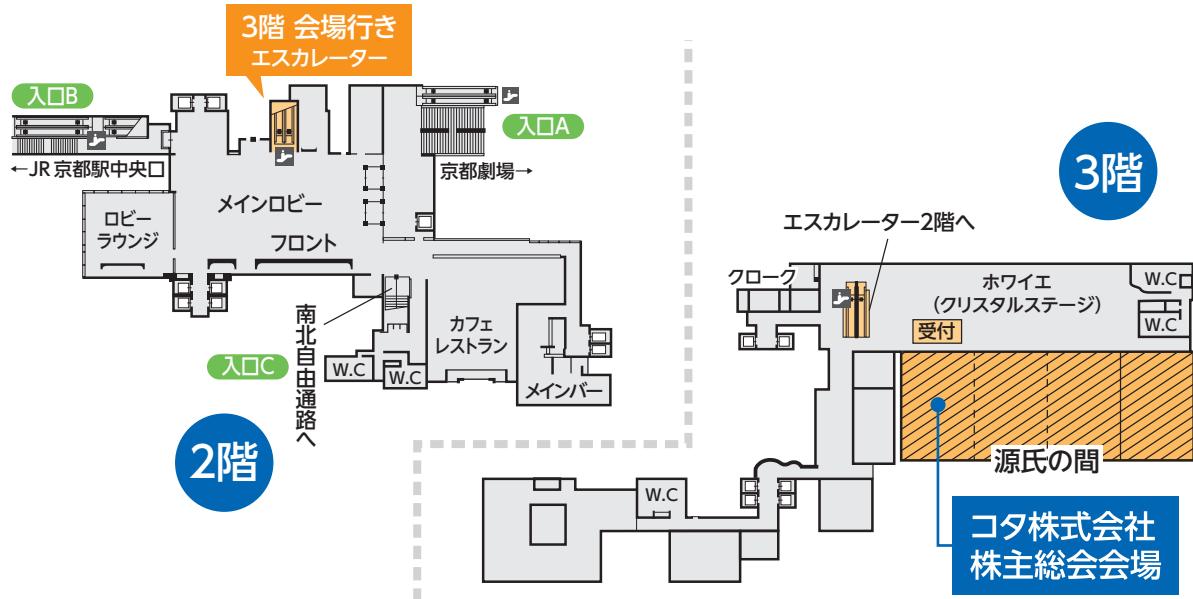 3階 会場行き
エスカレーター
入口B
入口A
←JR 京都駅中央口
京都劇場→
メインロビー
ロビー
ラウンジ
フロント
南北自由通路へ
カフェ
レストラン
入口C
W.C
W.C
メインバー
2階
3階
エスカレーター2階へ
クローク
ホワイエ
(クリスタルステージ)
W.C
W.C
受付
源氏の間
W.C
コタ株式会社
株主総会会場